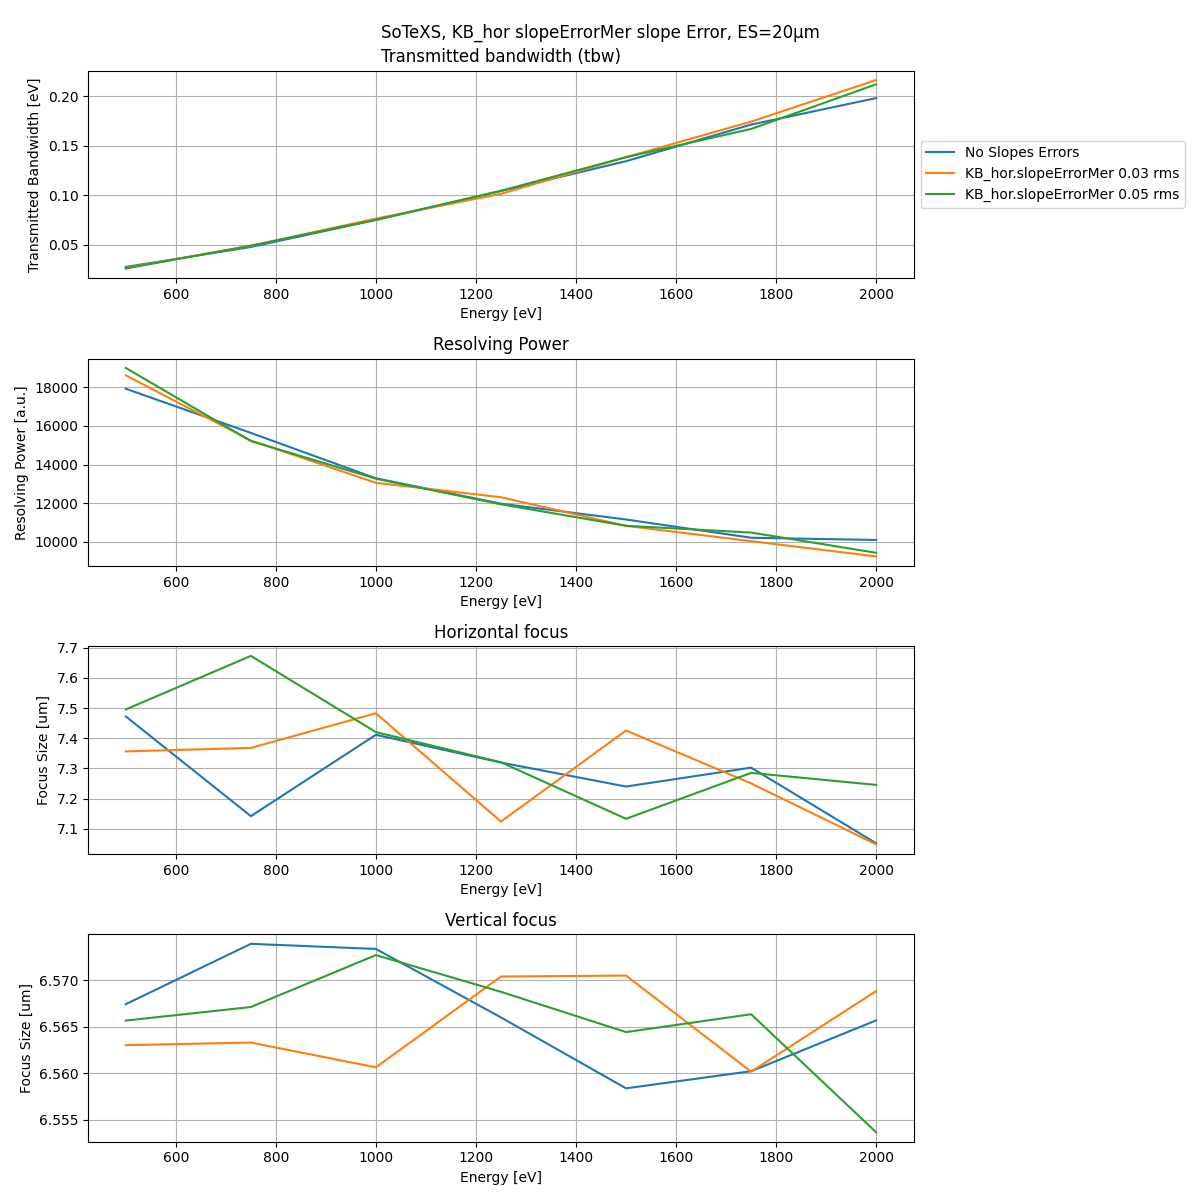 SoTeXS, KB_hor slopeErrorMer slope Error, ES=20µm
Transmitted bandwidth (tbw)
Transmitted Bandwidth [eV]
0.20
0.15
0.10
0.05
600 800 1000 1200 1400 1600 1800 2000
Energy [eV]
No Slopes Errors
KB_hor.slopeErrorMer 0.03 rms
KB_hor.slopeErrorMer 0.05 rms
Resolving Power
Resolving Power [a.u.]
18000
16000
14000
12000
10000
600 800 1000 1200 1400 1600 1800 2000
Energy [eV]
Horizontal focus
Focus Size [um]
7.7
7.6
7.5
7.4
7.3
7.2
7.1
600 800 1000 1200 1400 1600 1800 2000
Energy [eV]
Vertical focus
Focus Size [um]
6.570
6.565
6.560
6.555
600 800 1000 1200 1400 1600 1800 2000
Energy [eV]